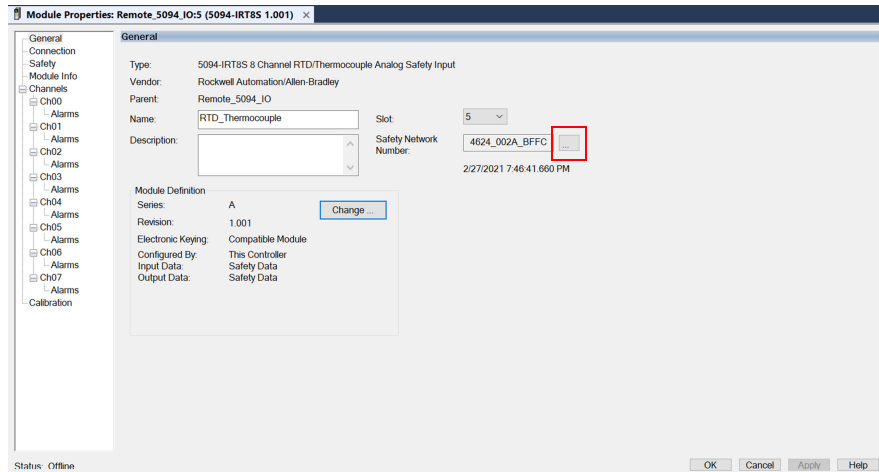 Module Properties: Remote_5094_IO:5 (5094-IRT8S 1.001) ×
General
Connection
Safety
Module Info
Channels
Ch00
Alarms
Ch01
Alarms
Ch02
Alarms
Ch03
Alarms
Ch04
Alarms
Ch05
Alarms
Ch06
Alarms
Ch07
Alarms
Calibration
General
Type: 5094-IRT8S 8 Channel RTD/Thermocouple Analog Safety Input
Vendor: Rockwell Automation/Allen-Bradley
Parent: Remote_5094_IO
Name: RTD_Thermocouple Slot: 5
Description: Safety Network
Number: 4624_002A_BFFC ...
2/27/2021 7:46:41.660 PM
Module Definition
Series: A Change ...
Revision: 1.001
Electronic Keying: Compatible Module
Configured By: This Controller
Input Data: Safety Data
Output Data: Safety Data
Status: Offline OK Cancel Apply Help